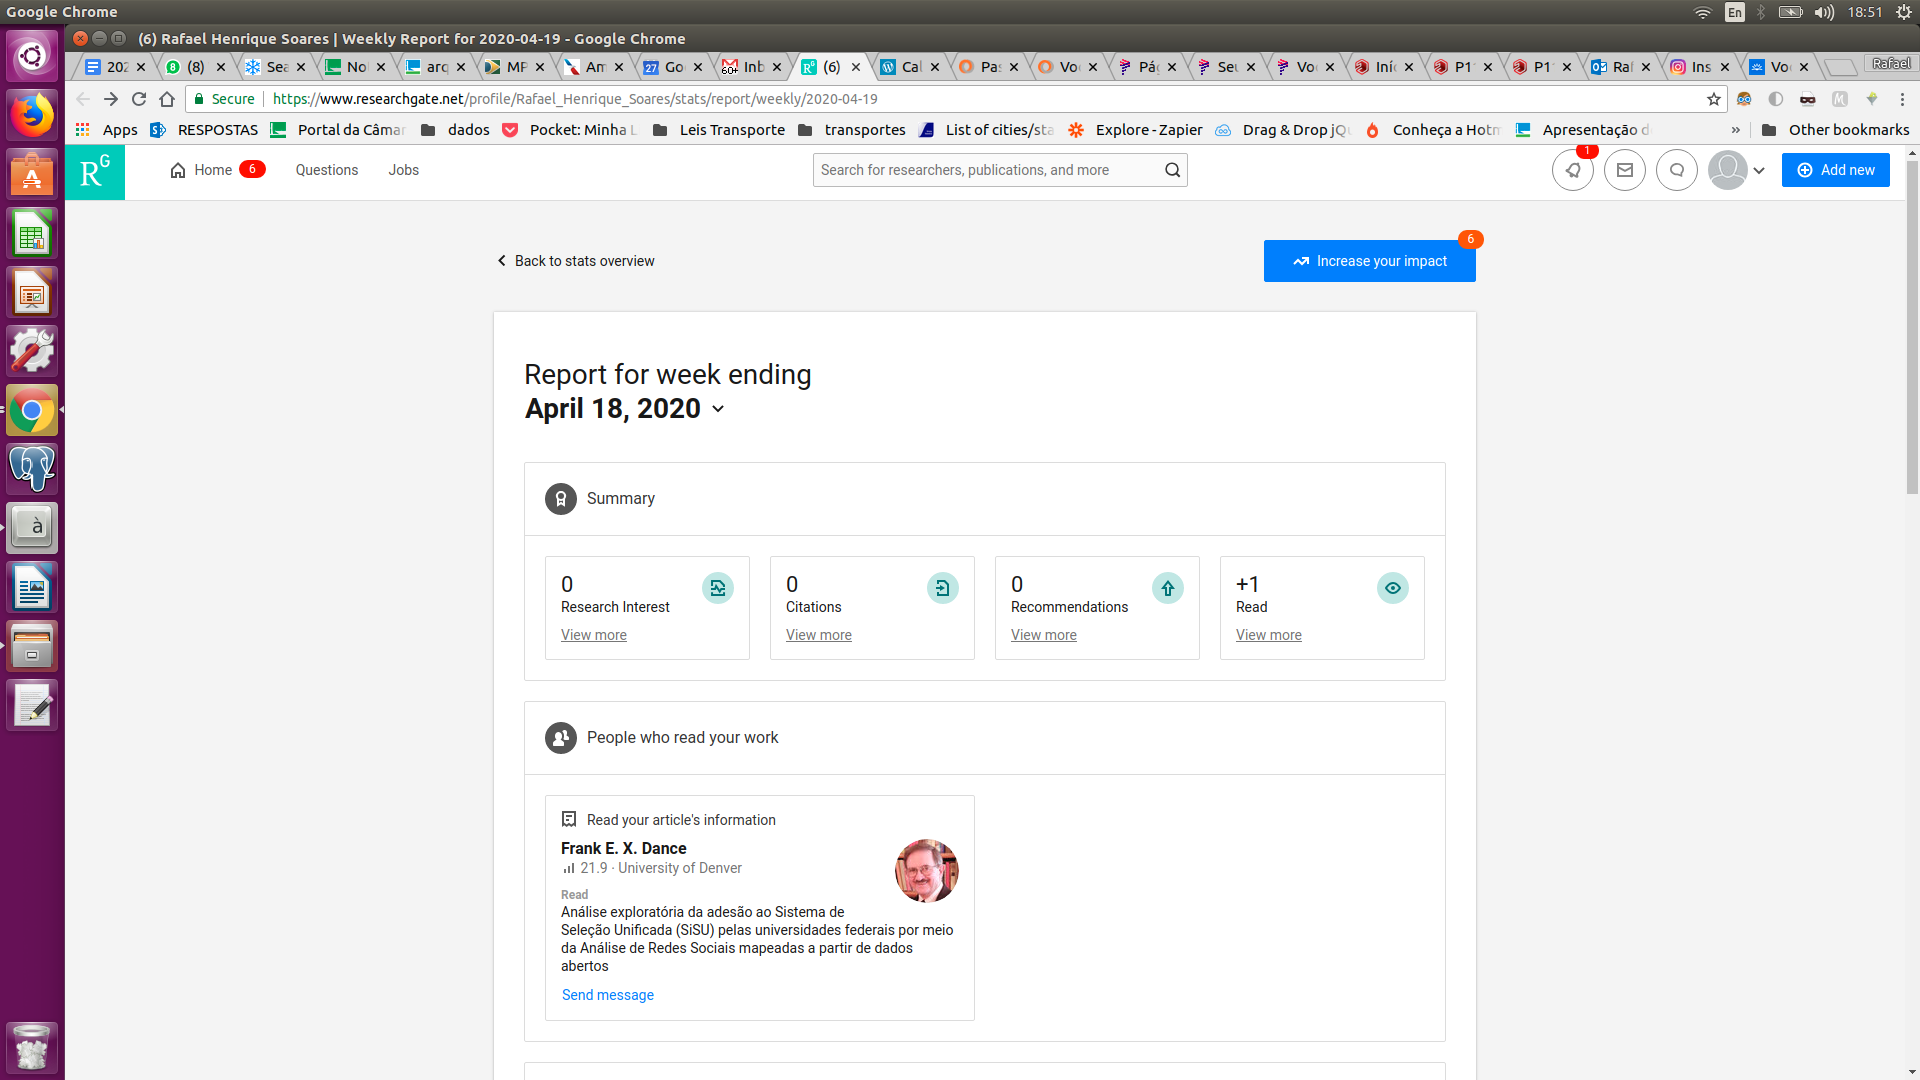 Google Chrome
En
18:51
(6) Rafael Henrique Soares | Weekly Report for 2020-04-19 - Google Chrome
202
(8)
Sea
No
arq
MP
Am
27
Go
60+
Inb
(6)
Cal
Pas
Vo
Pá
Seu
Vo
Iníc
P1
P1
Raf
Ins
Vo
Rafael
Secure
https://www.researchgate.net/profile/Rafael_Henrique_Soares/stats/report/weekly/2020-04-19
Apps
RESPOSTAS
Portal da Câmar
dados
Pocket: Minha L
Leis Transporte
transportes
List of cities/sta
Explore - Zapier
Drag & Drop jQu
Conheça a Hotm
Apresentação d
»
Other bookmarks
RG
Home
6
Questions
Jobs
Search for researchers, publications, and more
1
Add new
Back to stats overview
6
Increase your impact
Report for week ending
April 18, 2020
Summary
0
Research Interest
View more
0
Citations
View more
0
Recommendations
View more
+1
Read
View more
People who read your work
Read your article's information
Frank E. X. Dance
21.9 · University of Denver
Read
Análise exploratória da adesão ao Sistema de
Seleção Unificada (SiSU) pelas universidades federais por meio
da Análise de Redes Sociais mapeadas a partir de dados
abertos
Send message